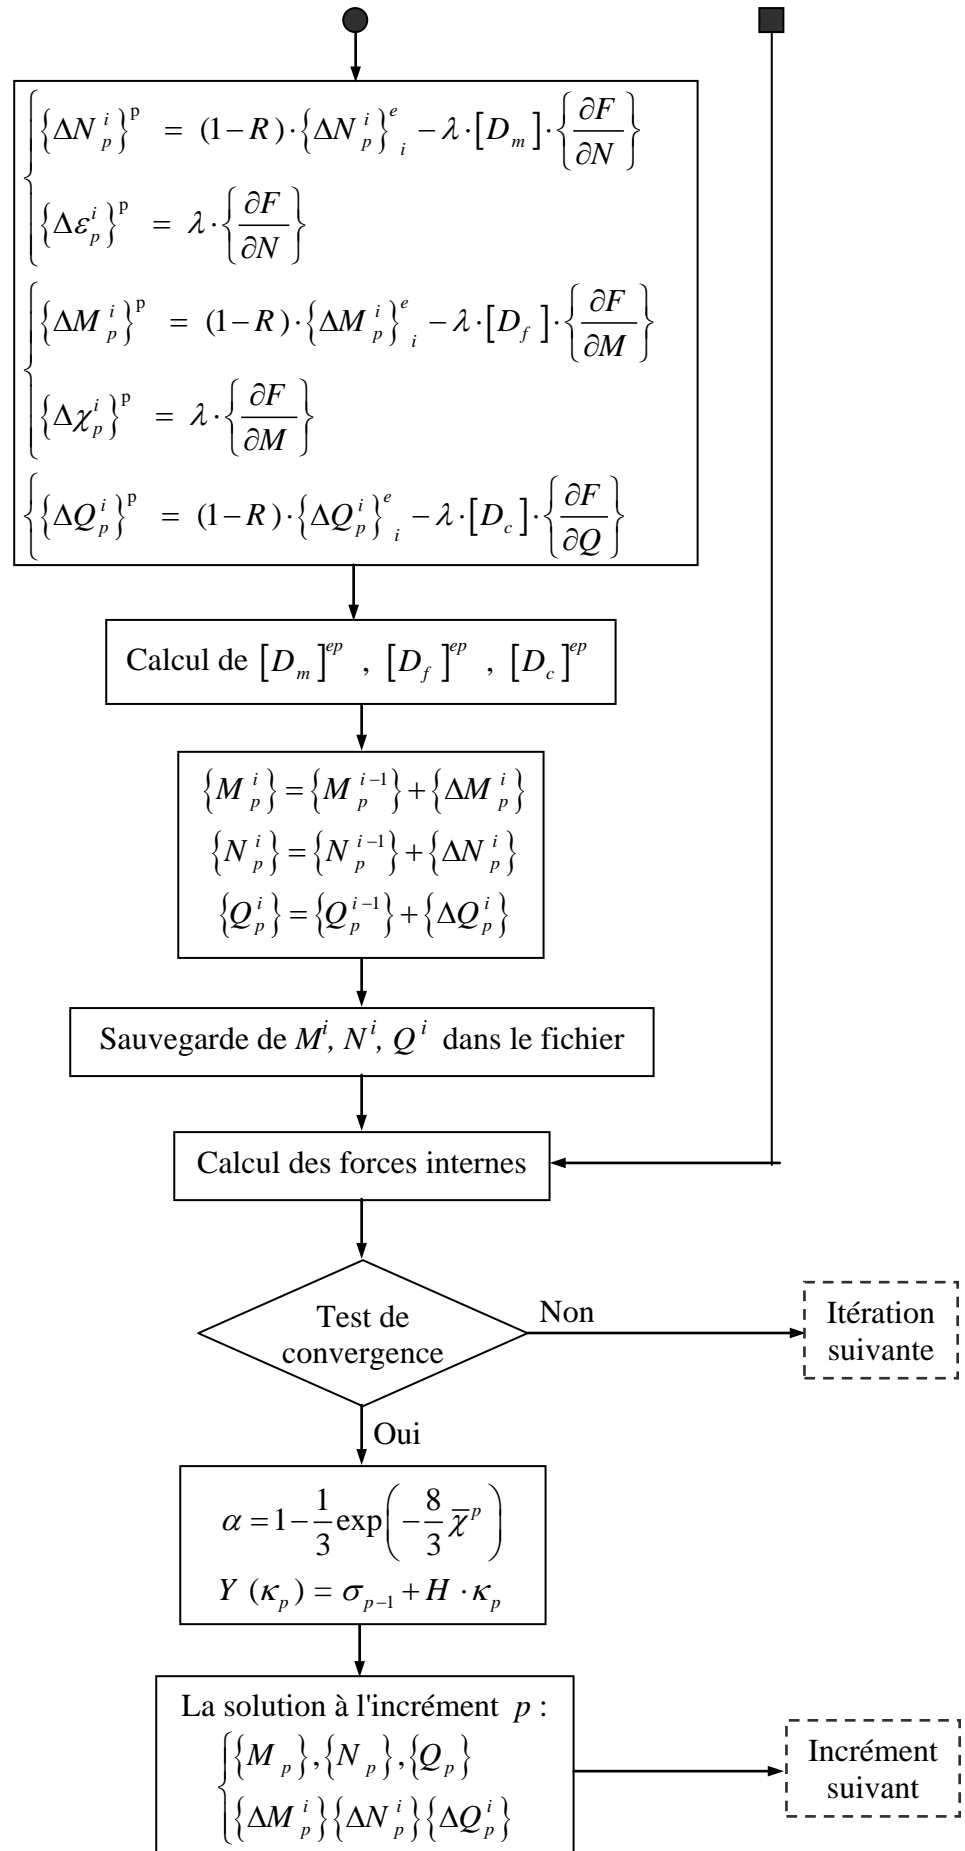 {ΔN_p^i}^p = (1−R)·{ΔN_p^i}_i^e − λ·[D_m]·{∂F/∂N}
{Δε_p^i}^p = λ·{∂F/∂N}
{ΔM_p^i}^p = (1−R)·{ΔM_p^i}_i^e − λ·[D_f]·{∂F/∂M}
{Δχ_p^i}^p = λ·{∂F/∂M}
{ΔQ_p^i}^p = (1−R)·{ΔQ_p^i}_i^e − λ·[D_c]·{∂F/∂Q}
Calcul de [D_m]^ep , [D_f]^ep , [D_c]^ep
{M_p^i} = {M_p^{i−1}} + {ΔM_p^i}
{N_p^i} = {N_p^{i−1}} + {ΔN_p^i}
{Q_p^i} = {Q_p^{i−1}} + {ΔQ_p^i}
Sauvegarde de M^i, N^i, Q^i dans le fichier
Calcul des forces internes
Test de
convergence
Non
Itération
suivante
Oui
α = 1 − 1/3 exp(−8/3 χ̅^p)
Y (κ_p) = σ_{p−1} + H · κ_p
La solution à l'incrément p :
{M_p},{N_p},{Q_p}
{ΔM_p^i}{ΔN_p^i}{ΔQ_p^i}
Incrément
suivant